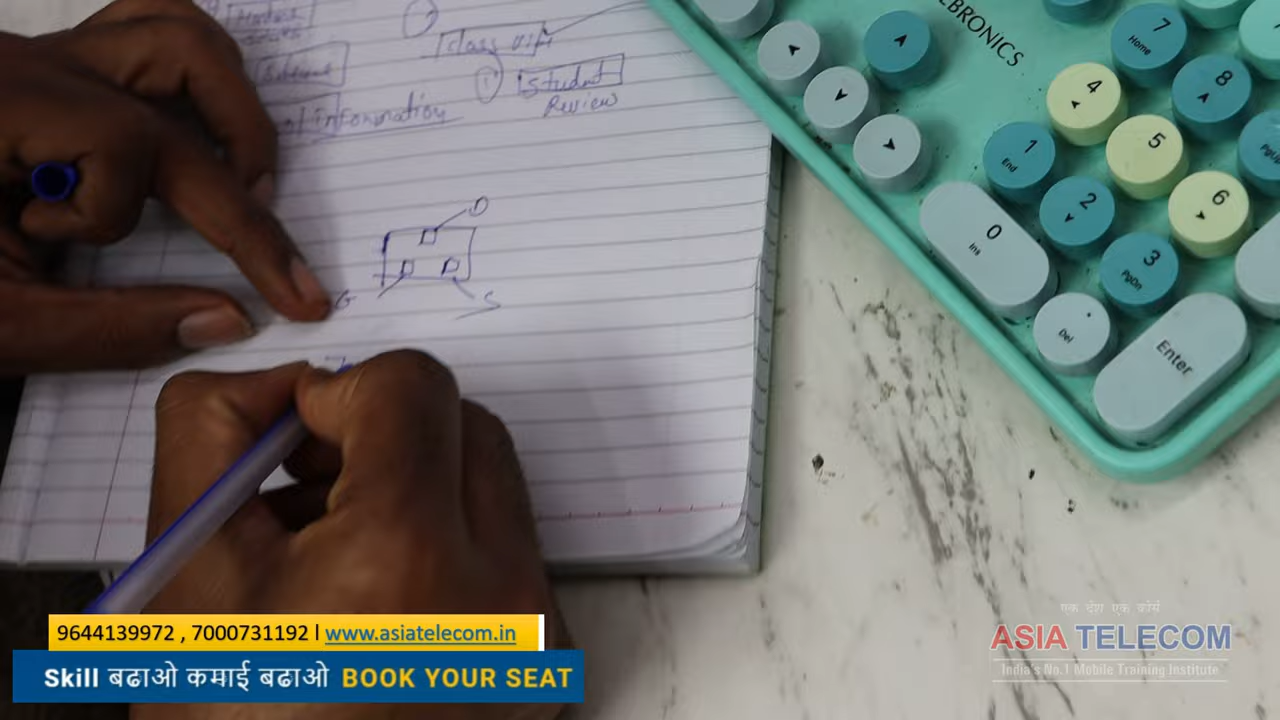 class
Student
Review
of Information
D
G
S
ZEBRONICS
7
Home
8
4
5
6
1
End
2
3
PgDn
0
Ins
Del
Enter
9644139972 , 7000731192 l www.asiatelecom.in
Skill बढाओ कमाई बढाओ BOOK YOUR SEAT
एक देश एक कोर्स
ASIA TELECOM
India's No.1 Mobile Training Institute